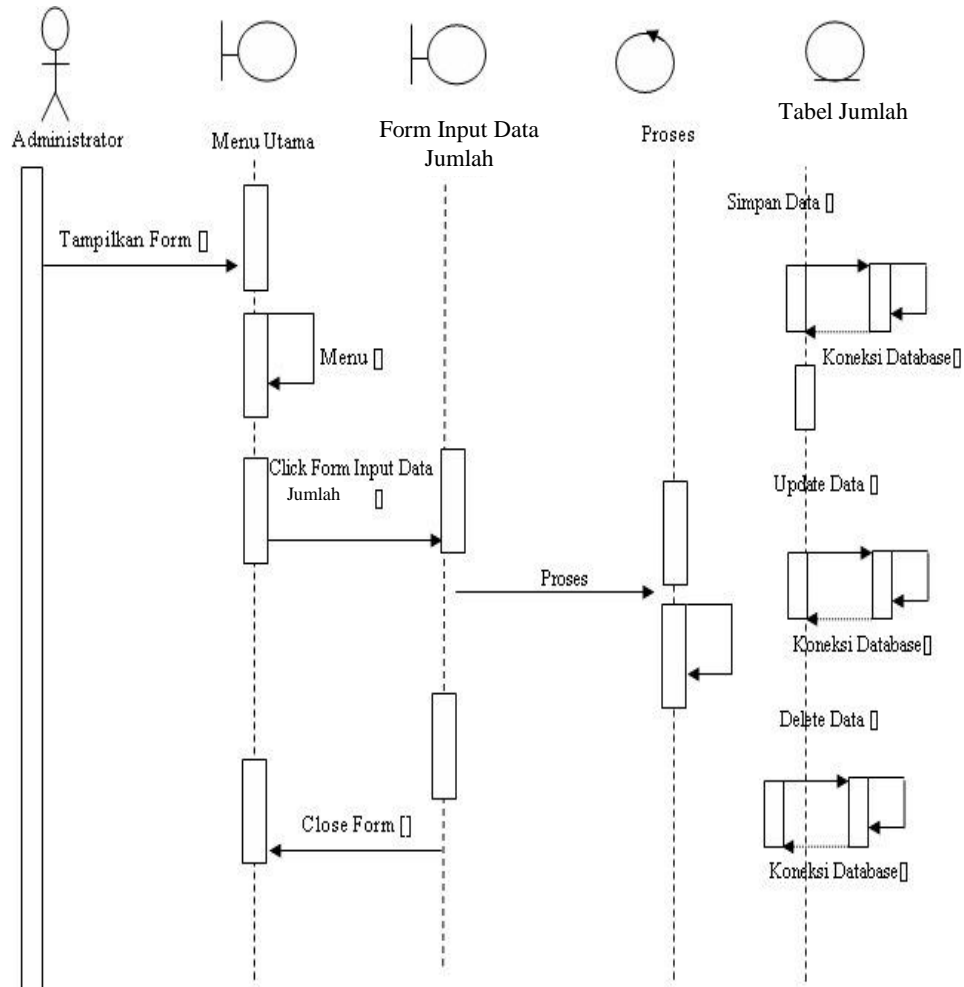 Administrator
Menu Utama
Form Input Data
Jumlah
Proses
Tabel Jumlah
Simpan Data []
Tampilkan Form []
Menu []
Koneksi Database[]
Click Form Input Data
Jumlah []
Update Data []
Proses
Koneksi Database[]
Delete Data []
Close Form []
Koneksi Database[]